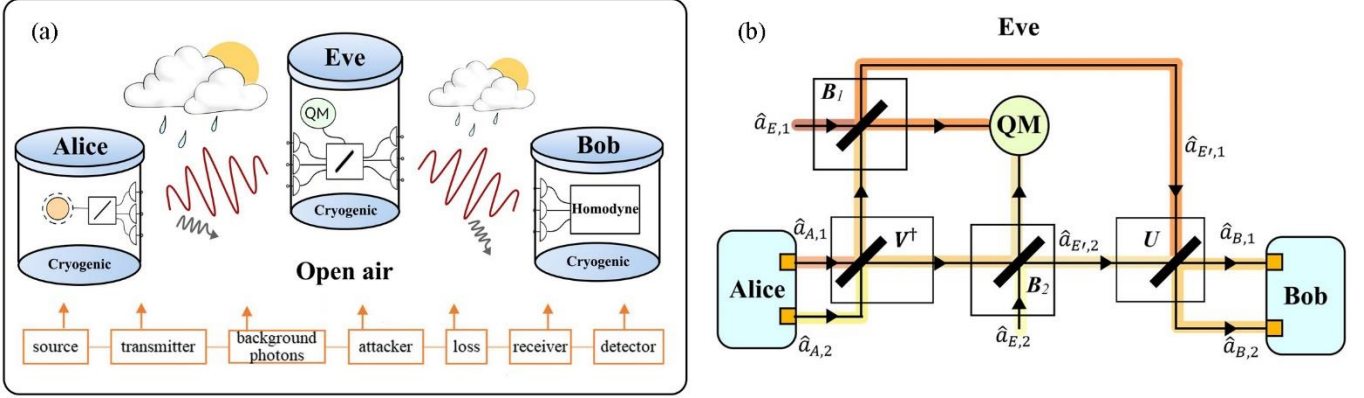 (a)
Eve
QM
Cryogenic
Alice
Cryogenic
Bob
Homodyne
Cryogenic
Open air
source
transmitter
background
photons
attacker
loss
receiver
detector
(b)
Eve
B₁
â_{E,1}
QM
â_{E′,1}
â_{A,1}
V†
â_{E′,2}
U
â_{B,1}
Alice
B₂
Bob
â_{A,2}
â_{E,2}
â_{B,2}